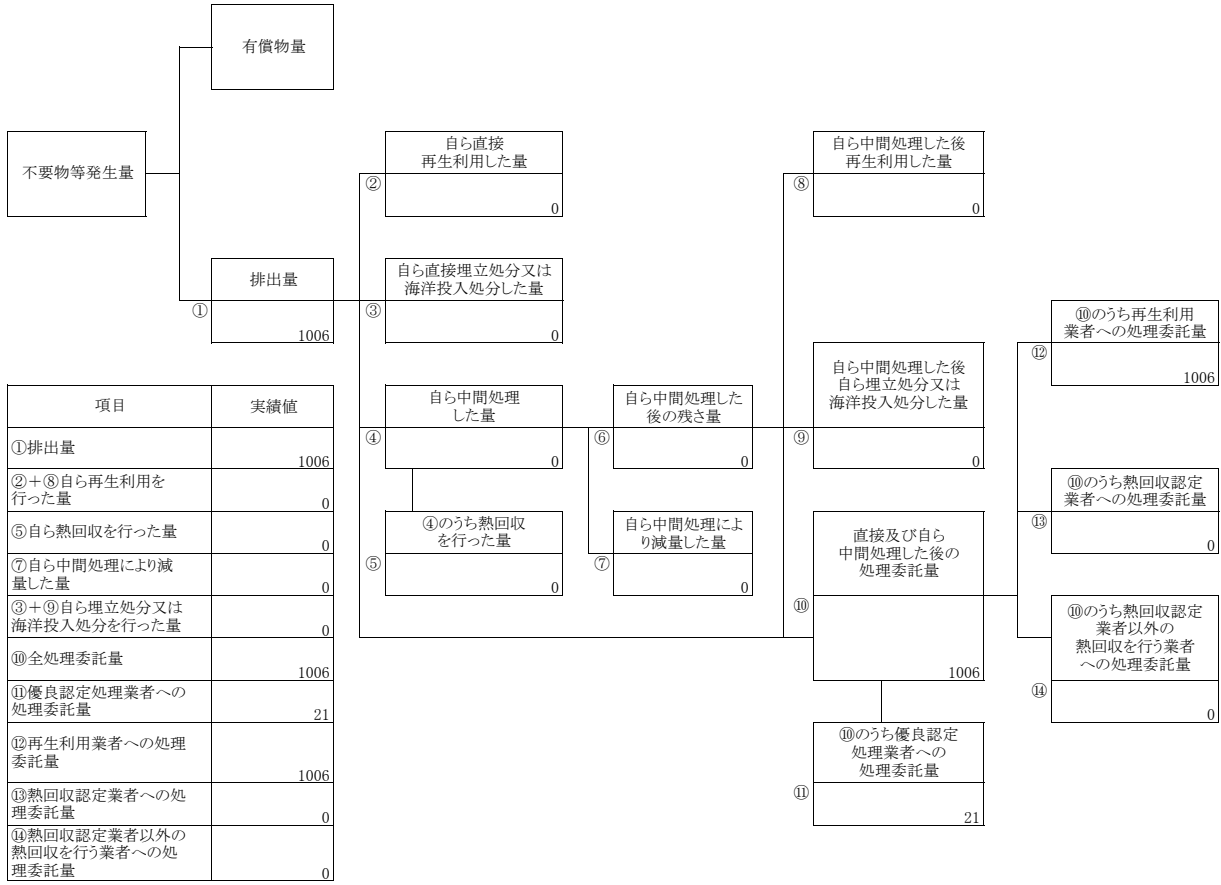 有償物量
不要物等発生量
排出量
①
1006
自ら直接
再生利用した量
②
0
自ら直接埋立処分又は
海洋投入処分した量
③
0
自ら中間処理
した量
④
0
④のうち熱回収
を行った量
⑤
0
自ら中間処理した
後の残さ量
⑥
0
自ら中間処理によ
り減量した量
⑦
0
自ら中間処理した後
再生利用した量
⑧
0
自ら中間処理した後
自ら埋立処分又は
海洋投入処分した量
⑨
0
直接及び自ら
中間処理した後の
処理委託量
⑩
1006
⑩のうち優良認定
処理業者への
処理委託量
⑪
21
⑩のうち再生利用
業者への処理委託量
⑫
1006
⑩のうち熱回収認定
業者への処理委託量
⑬
0
⑩のうち熱回収認定
業者以外の
熱回収を行う業者
への処理委託量
⑭
0
項目 実績値
①排出量
1006
②+⑧自ら再生利用を
行った量
0
⑤自ら熱回収を行った量
0
⑦自ら中間処理により減
量した量
0
③+⑨自ら埋立処分又は
海洋投入処分を行った量
0
⑩全処理委託量
1006
⑪優良認定処理業者への
処理委託量
21
⑫再生利用業者への処理
委託量
1006
⑬熱回収認定業者への処
理委託量
0
⑭熱回収認定業者以外の
熱回収を行う業者への処
理委託量
0